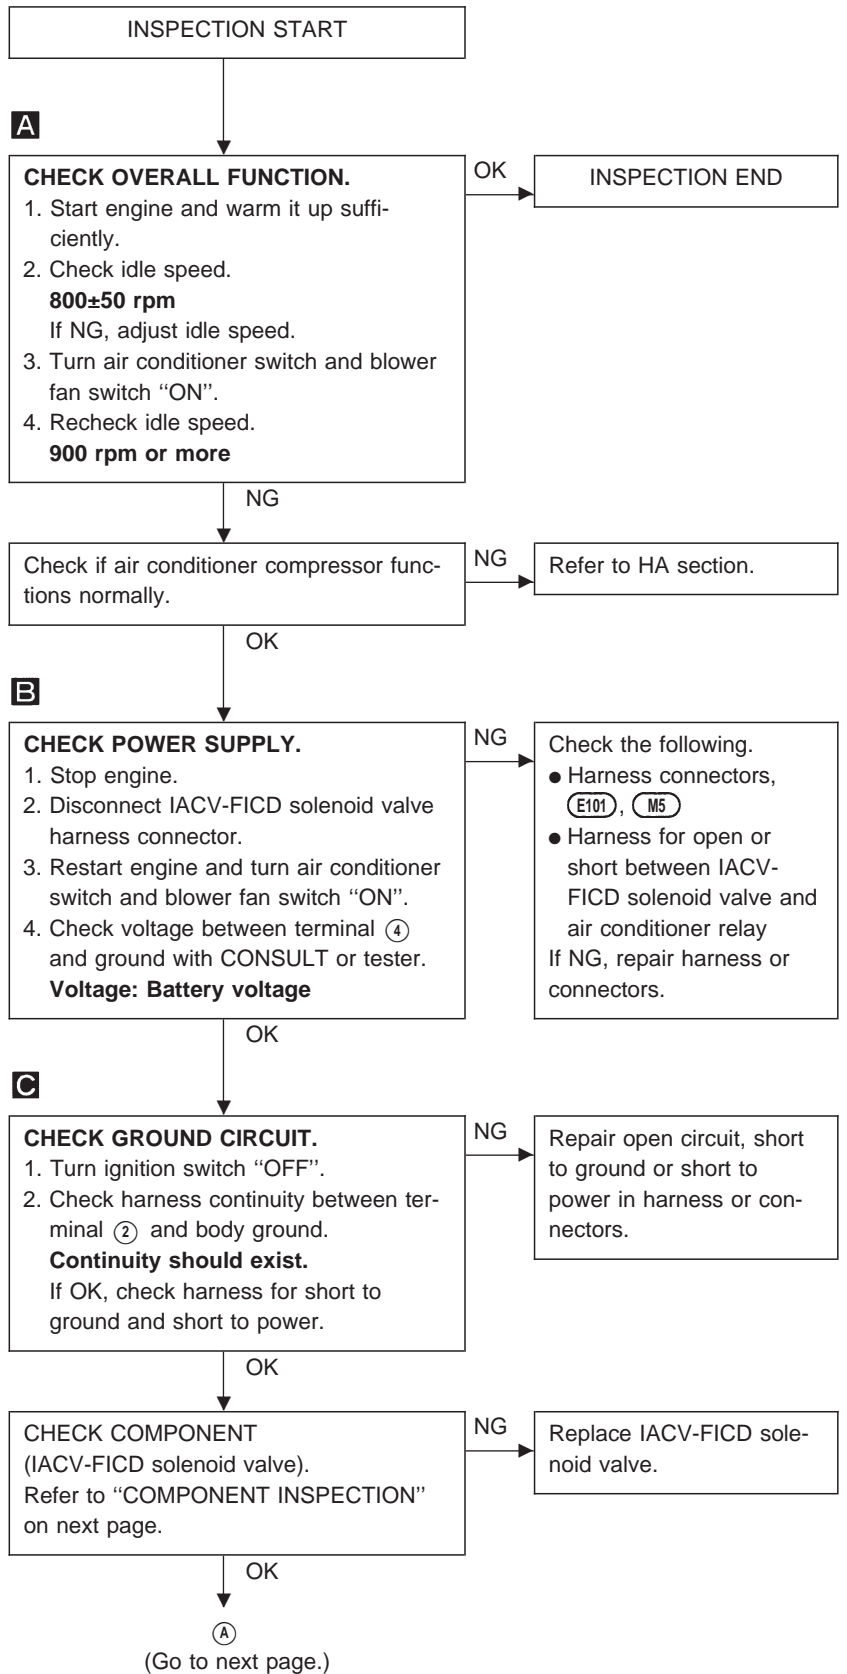 INSPECTION START
A
CHECK OVERALL FUNCTION.
1. Start engine and warm it up suffi-
ciently.
2. Check idle speed.
800±50 rpm
If NG, adjust idle speed.
3. Turn air conditioner switch and blower
fan switch ‘‘ON’’.
4. Recheck idle speed.
900 rpm or more
OK
INSPECTION END
NG
Check if air conditioner compressor func-
tions normally.
NG
Refer to HA section.
OK
B
CHECK POWER SUPPLY.
1. Stop engine.
2. Disconnect IACV-FICD solenoid valve
harness connector.
3. Restart engine and turn air conditioner
switch and blower fan switch ‘‘ON’’.
4. Check voltage between terminal ④
and ground with CONSULT or tester.
Voltage: Battery voltage
NG
Check the following.
● Harness connectors,
E101, M5
● Harness for open or
short between IACV-
FICD solenoid valve and
air conditioner relay
If NG, repair harness or
connectors.
OK
C
CHECK GROUND CIRCUIT.
1. Turn ignition switch ‘‘OFF’’.
2. Check harness continuity between ter-
minal ② and body ground.
Continuity should exist.
If OK, check harness for short to
ground and short to power.
NG
Repair open circuit, short
to ground or short to
power in harness or con-
nectors.
OK
CHECK COMPONENT
(IACV-FICD solenoid valve).
Refer to ‘‘COMPONENT INSPECTION’’
on next page.
NG
Replace IACV-FICD sole-
noid valve.
OK
Ⓐ
(Go to next page.)